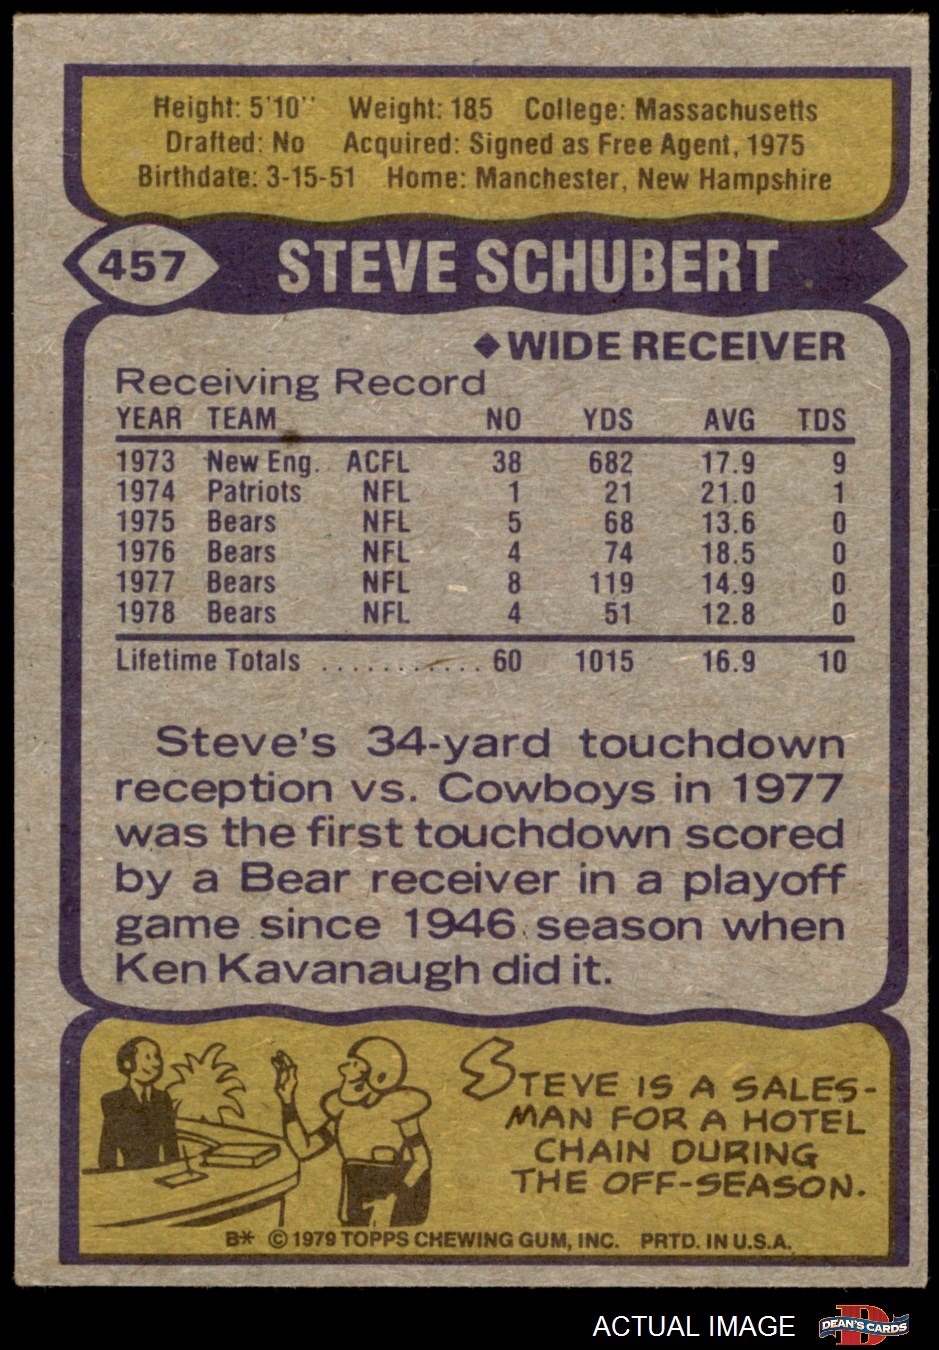 Height: 5'10'' Weight: 185 College: Massachusetts
Drafted: No Acquired: Signed as Free Agent, 1975
Birthdate: 3-15-51 Home: Manchester, New Hampshire
457 STEVE SCHUBERT
◆WIDE RECEIVER
Receiving Record
YEAR TEAM NO YDS AVG TDS
1973 New Eng. ACFL 38 682 17.9 9
1974 Patriots NFL 1 21 21.0 1
1975 Bears NFL 5 68 13.6 0
1976 Bears NFL 4 74 18.5 0
1977 Bears NFL 8 119 14.9 0
1978 Bears NFL 4 51 12.8 0
Lifetime Totals ............ 60 1015 16.9 10
Steve's 34-yard touchdown
reception vs. Cowboys in 1977
was the first touchdown scored
by a Bear receiver in a playoff
game since 1946 season when
Ken Kavanaugh did it.
STEVE IS A SALES-
MAN FOR A HOTEL
CHAIN DURING
THE OFF-SEASON.
B* © 1979 TOPPS CHEWING GUM, INC. PRTD. IN U.S.A.
ACTUAL IMAGE D DEAN'S CARDS